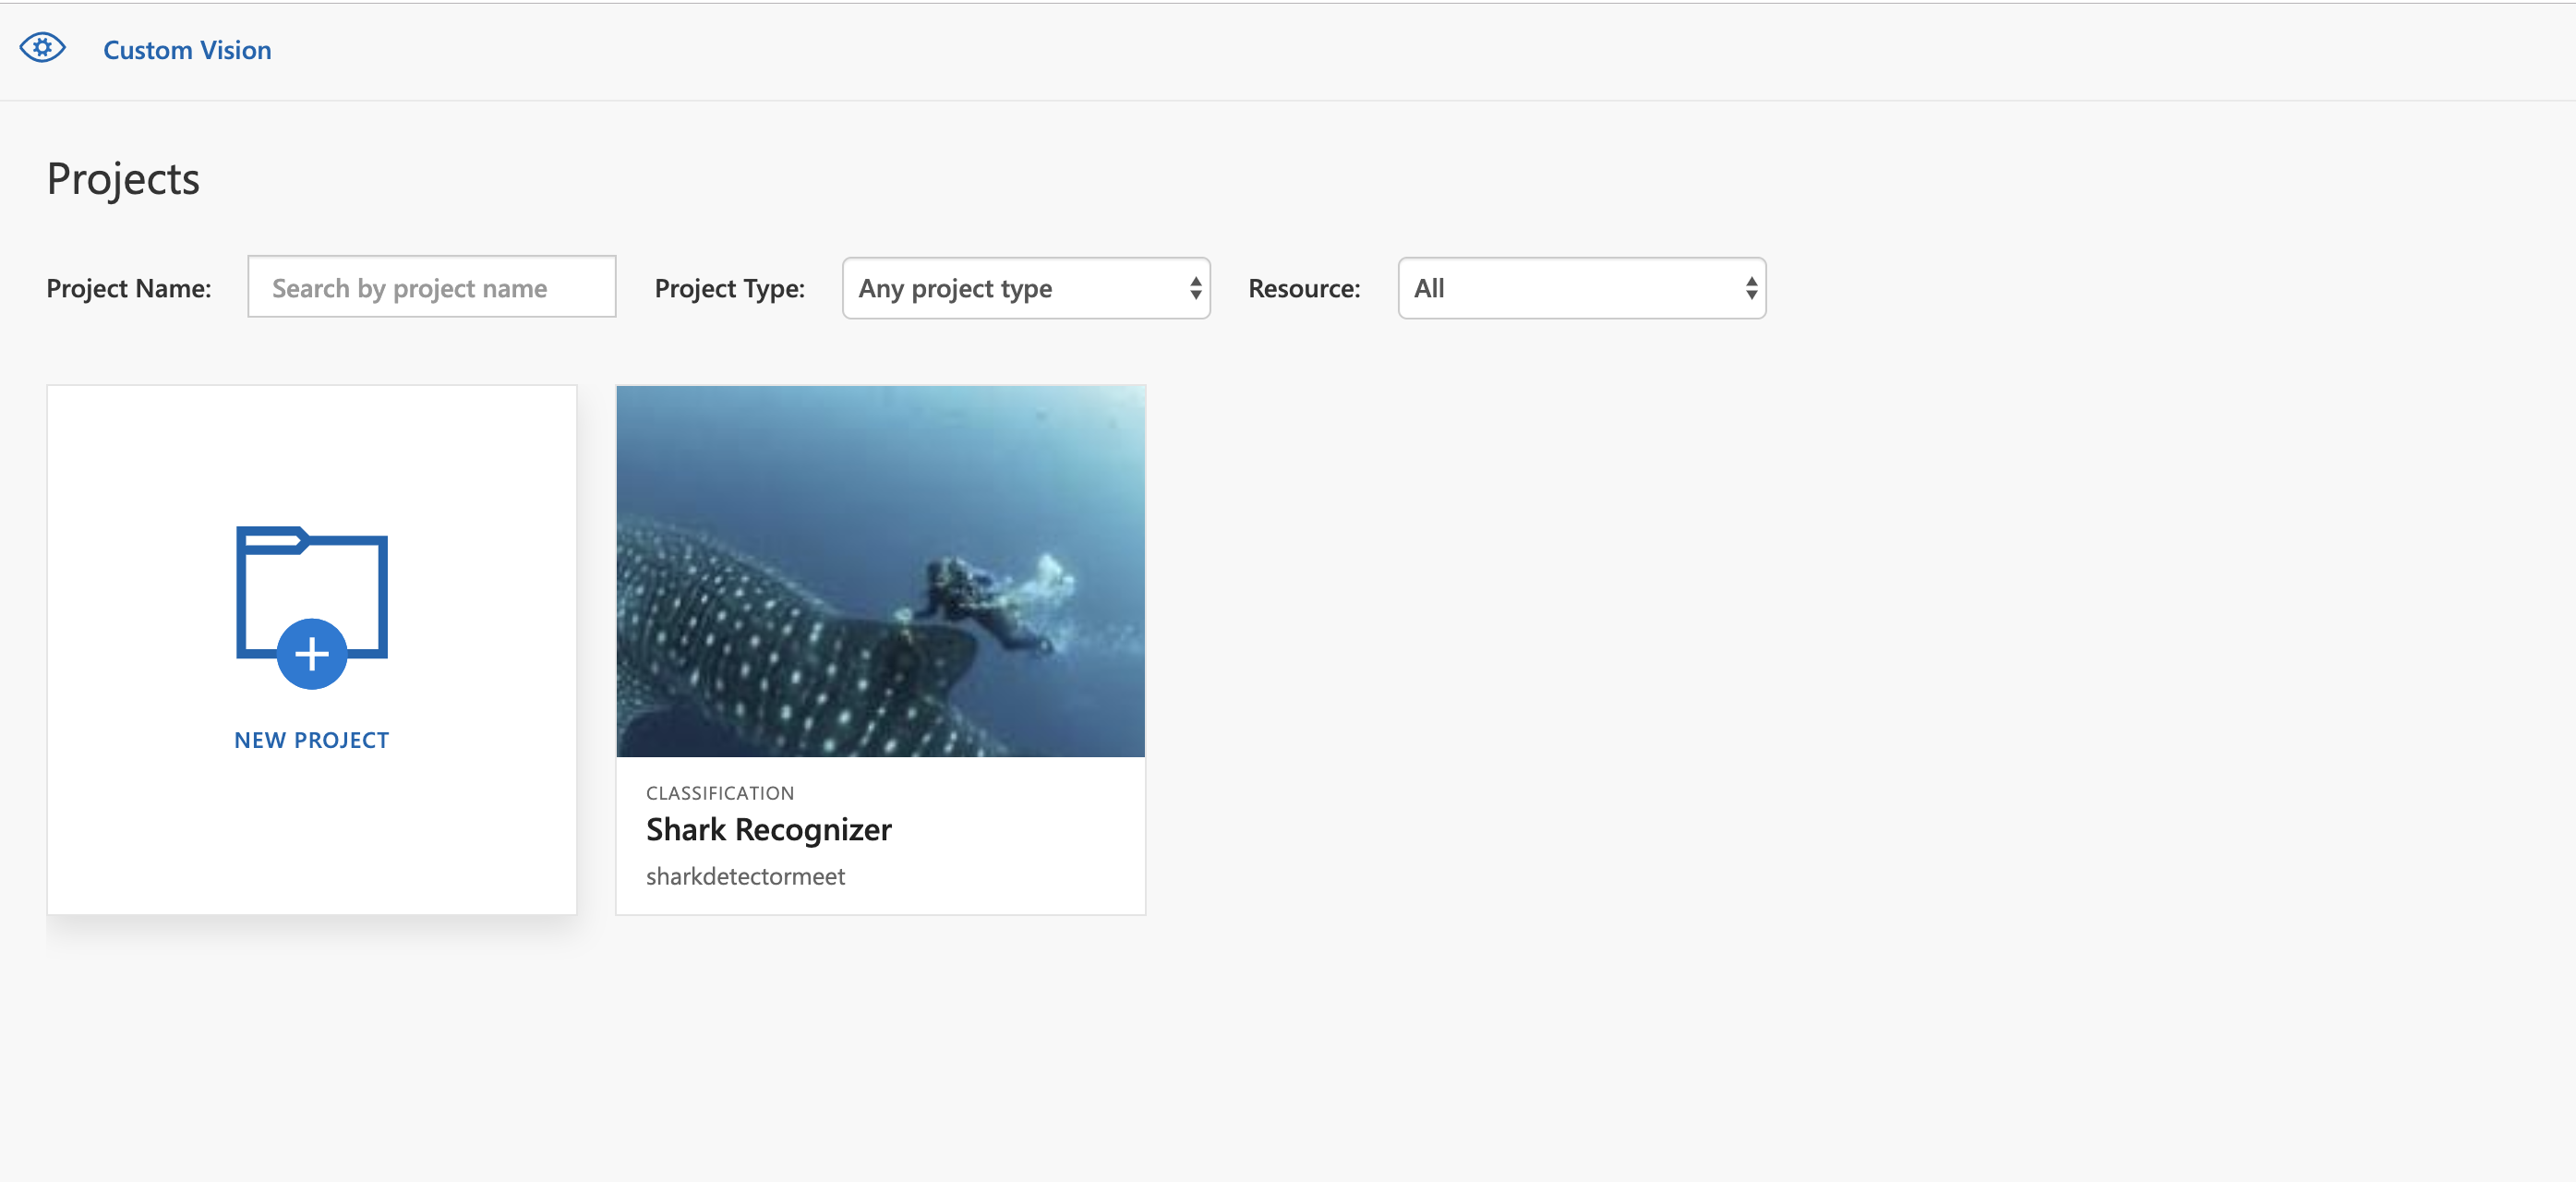 Custom Vision
Projects
Project Name: Search by project name Project Type: Any project type Resource: All
NEW PROJECT
CLASSIFICATION
Shark Recognizer
sharkdetectormeet